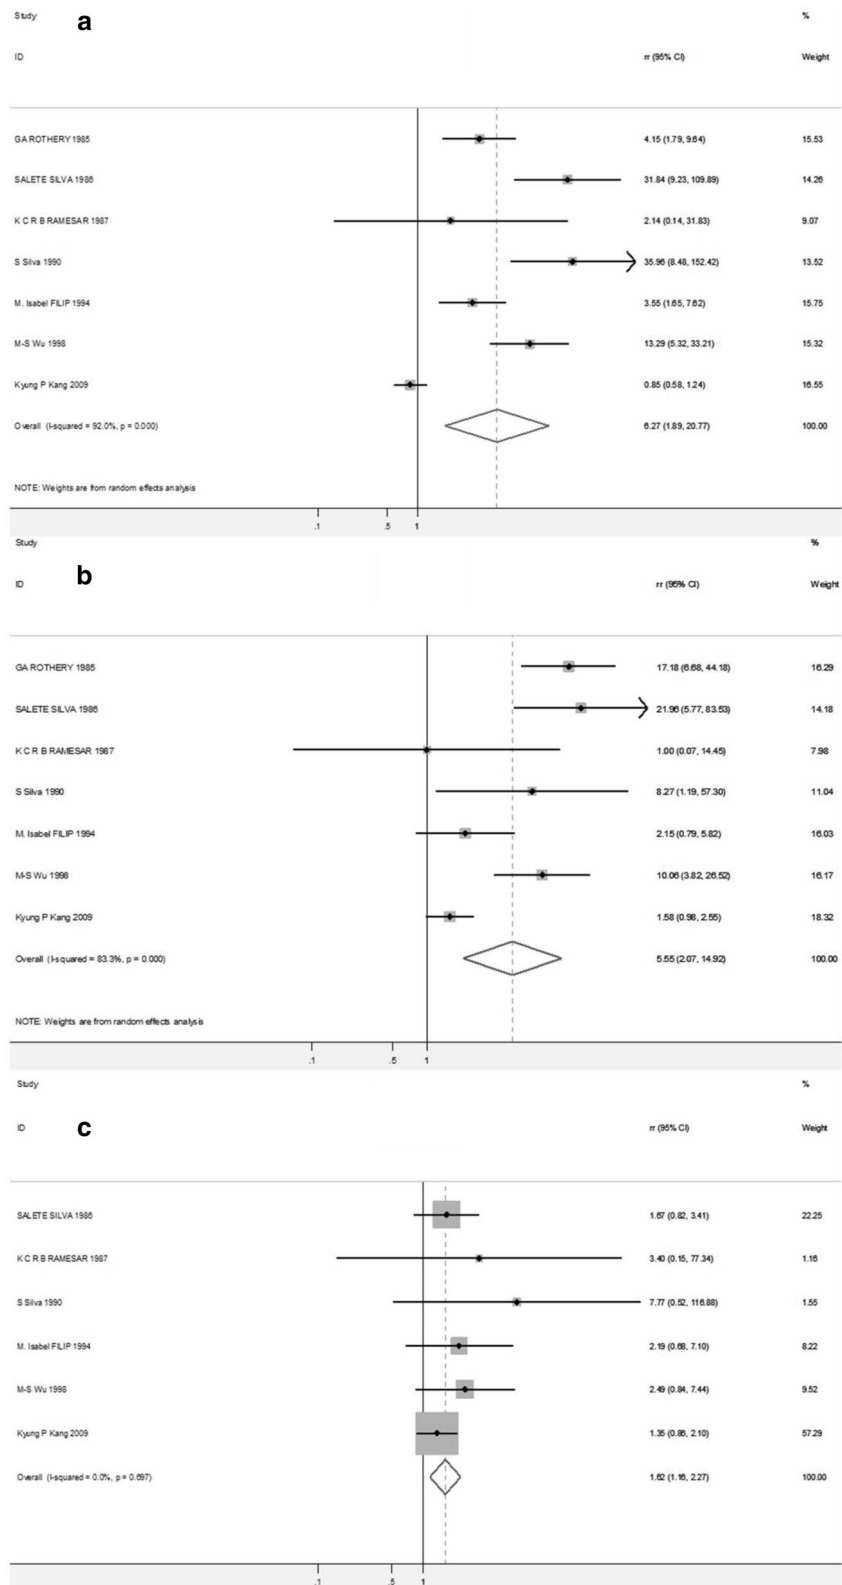 Study a %
ID rr (95% CI) Weight
GA ROTHERY 1985 4.15 (1.79, 9.64) 15.53
SALETE SILVA 1986 31.84 (9.23, 109.89) 14.26
K C R B RAMESAR 1987 2.14 (0.14, 31.83) 9.07
S Silva 1990 35.96 (8.48, 152.42) 13.52
M. Isabel FILIP 1994 3.55 (1.65, 7.62) 15.75
M-S Wu 1998 13.29 (5.32, 33.21) 15.32
Kyung P Kang 2009 0.85 (0.58, 1.24) 16.55
Overall (I-squared = 92.0%, p = 0.000) 6.27 (1.89, 20.77) 100.00
NOTE: Weights are from random effects analysis
.1 .5 1
Study %
b
ID rr (95% CI) Weight
GA ROTHERY 1985 17.18 (6.68, 44.18) 16.29
SALETE SILVA 1986 21.96 (5.77, 83.53) 14.18
K C R B RAMESAR 1987 1.00 (0.07, 14.45) 7.98
S Silva 1990 8.27 (1.19, 57.30) 11.04
M. Isabel FILIP 1994 2.15 (0.79, 5.82) 16.03
M-S Wu 1998 10.06 (3.82, 26.52) 16.17
Kyung P Kang 2009 1.58 (0.98, 2.55) 18.32
Overall (I-squared = 83.3%, p = 0.000) 5.55 (2.07, 14.92) 100.00
NOTE: Weights are from random effects analysis
.1 .5 1
Study %
ID c rr (95% CI) Weight
SALETE SILVA 1986 1.67 (0.82, 3.41) 22.25
K C R B RAMESAR 1987 3.40 (0.15, 77.34) 1.16
S Silva 1990 7.77 (0.52, 116.88) 1.55
M. Isabel FILIP 1994 2.19 (0.68, 7.10) 8.22
M-S Wu 1998 2.49 (0.84, 7.44) 9.52
Kyung P Kang 2009 1.35 (0.86, 2.10) 57.29
Overall (I-squared = 0.0%, p = 0.697) 1.62 (1.16, 2.27) 100.00
.1 .5 1